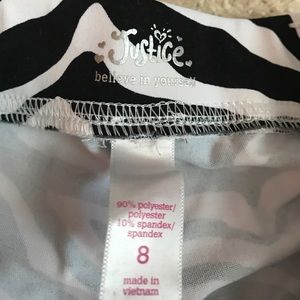 Justice
believe in yourself
90% polyester/
polyester
10% spandex/
spandex
8
made in
vietnam